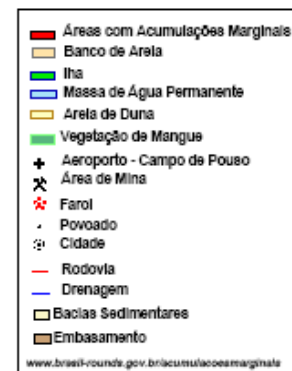 Áreas com Acumulações Marginais
Banco de Areia
Ilha
Massa de Água Permanente
Areia de Duna
Vegetação de Mangue
Aeroporto - Campo de Pouso
Área de Mina
Farol
Povoado
Cidade
Rodovia
Drenagem
Bacias Sedimentares
Embasamento
www.brasil-rounds.gov.br/acumulacoesmarginais